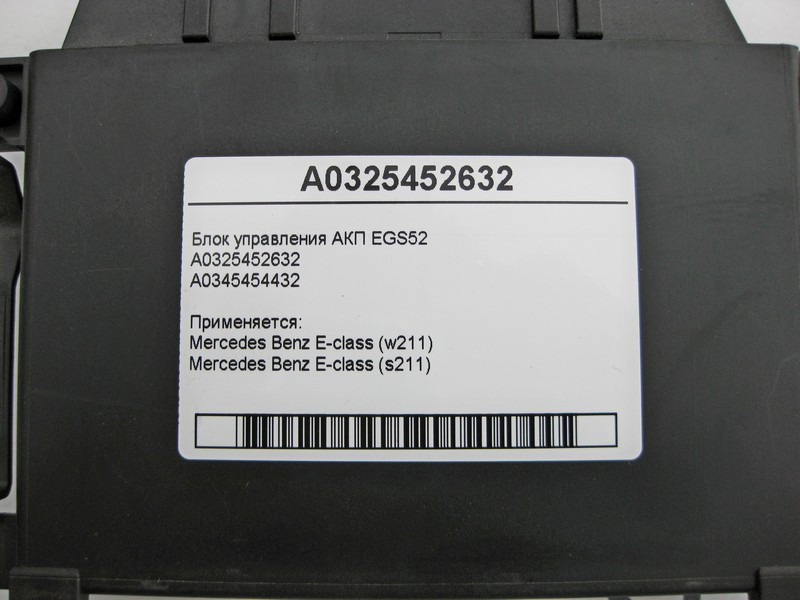 A0325452632
Блок управления АКП EGS52
A0325452632
A0345454432
Применяется:
Mercedes Benz E-class (w211)
Mercedes Benz E-class (s211)